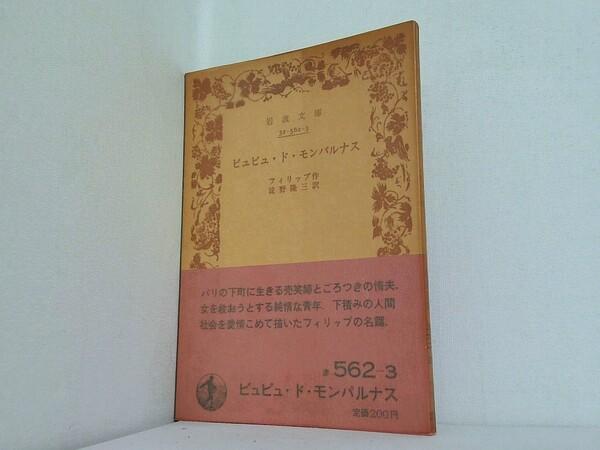 岩波文庫
32-562-3
ビュビュ・ド・モンパルナス
フィリップ作
淀野隆三訳
パリの下町に生きる売笑婦とごろつきの情夫、
女を救おうとする純情な青年。下積みの人間
社会を愛情こめて描いたフィリップの名篇。
赤 562-3
ビュビュ・ド・モンパルナス
定価200円